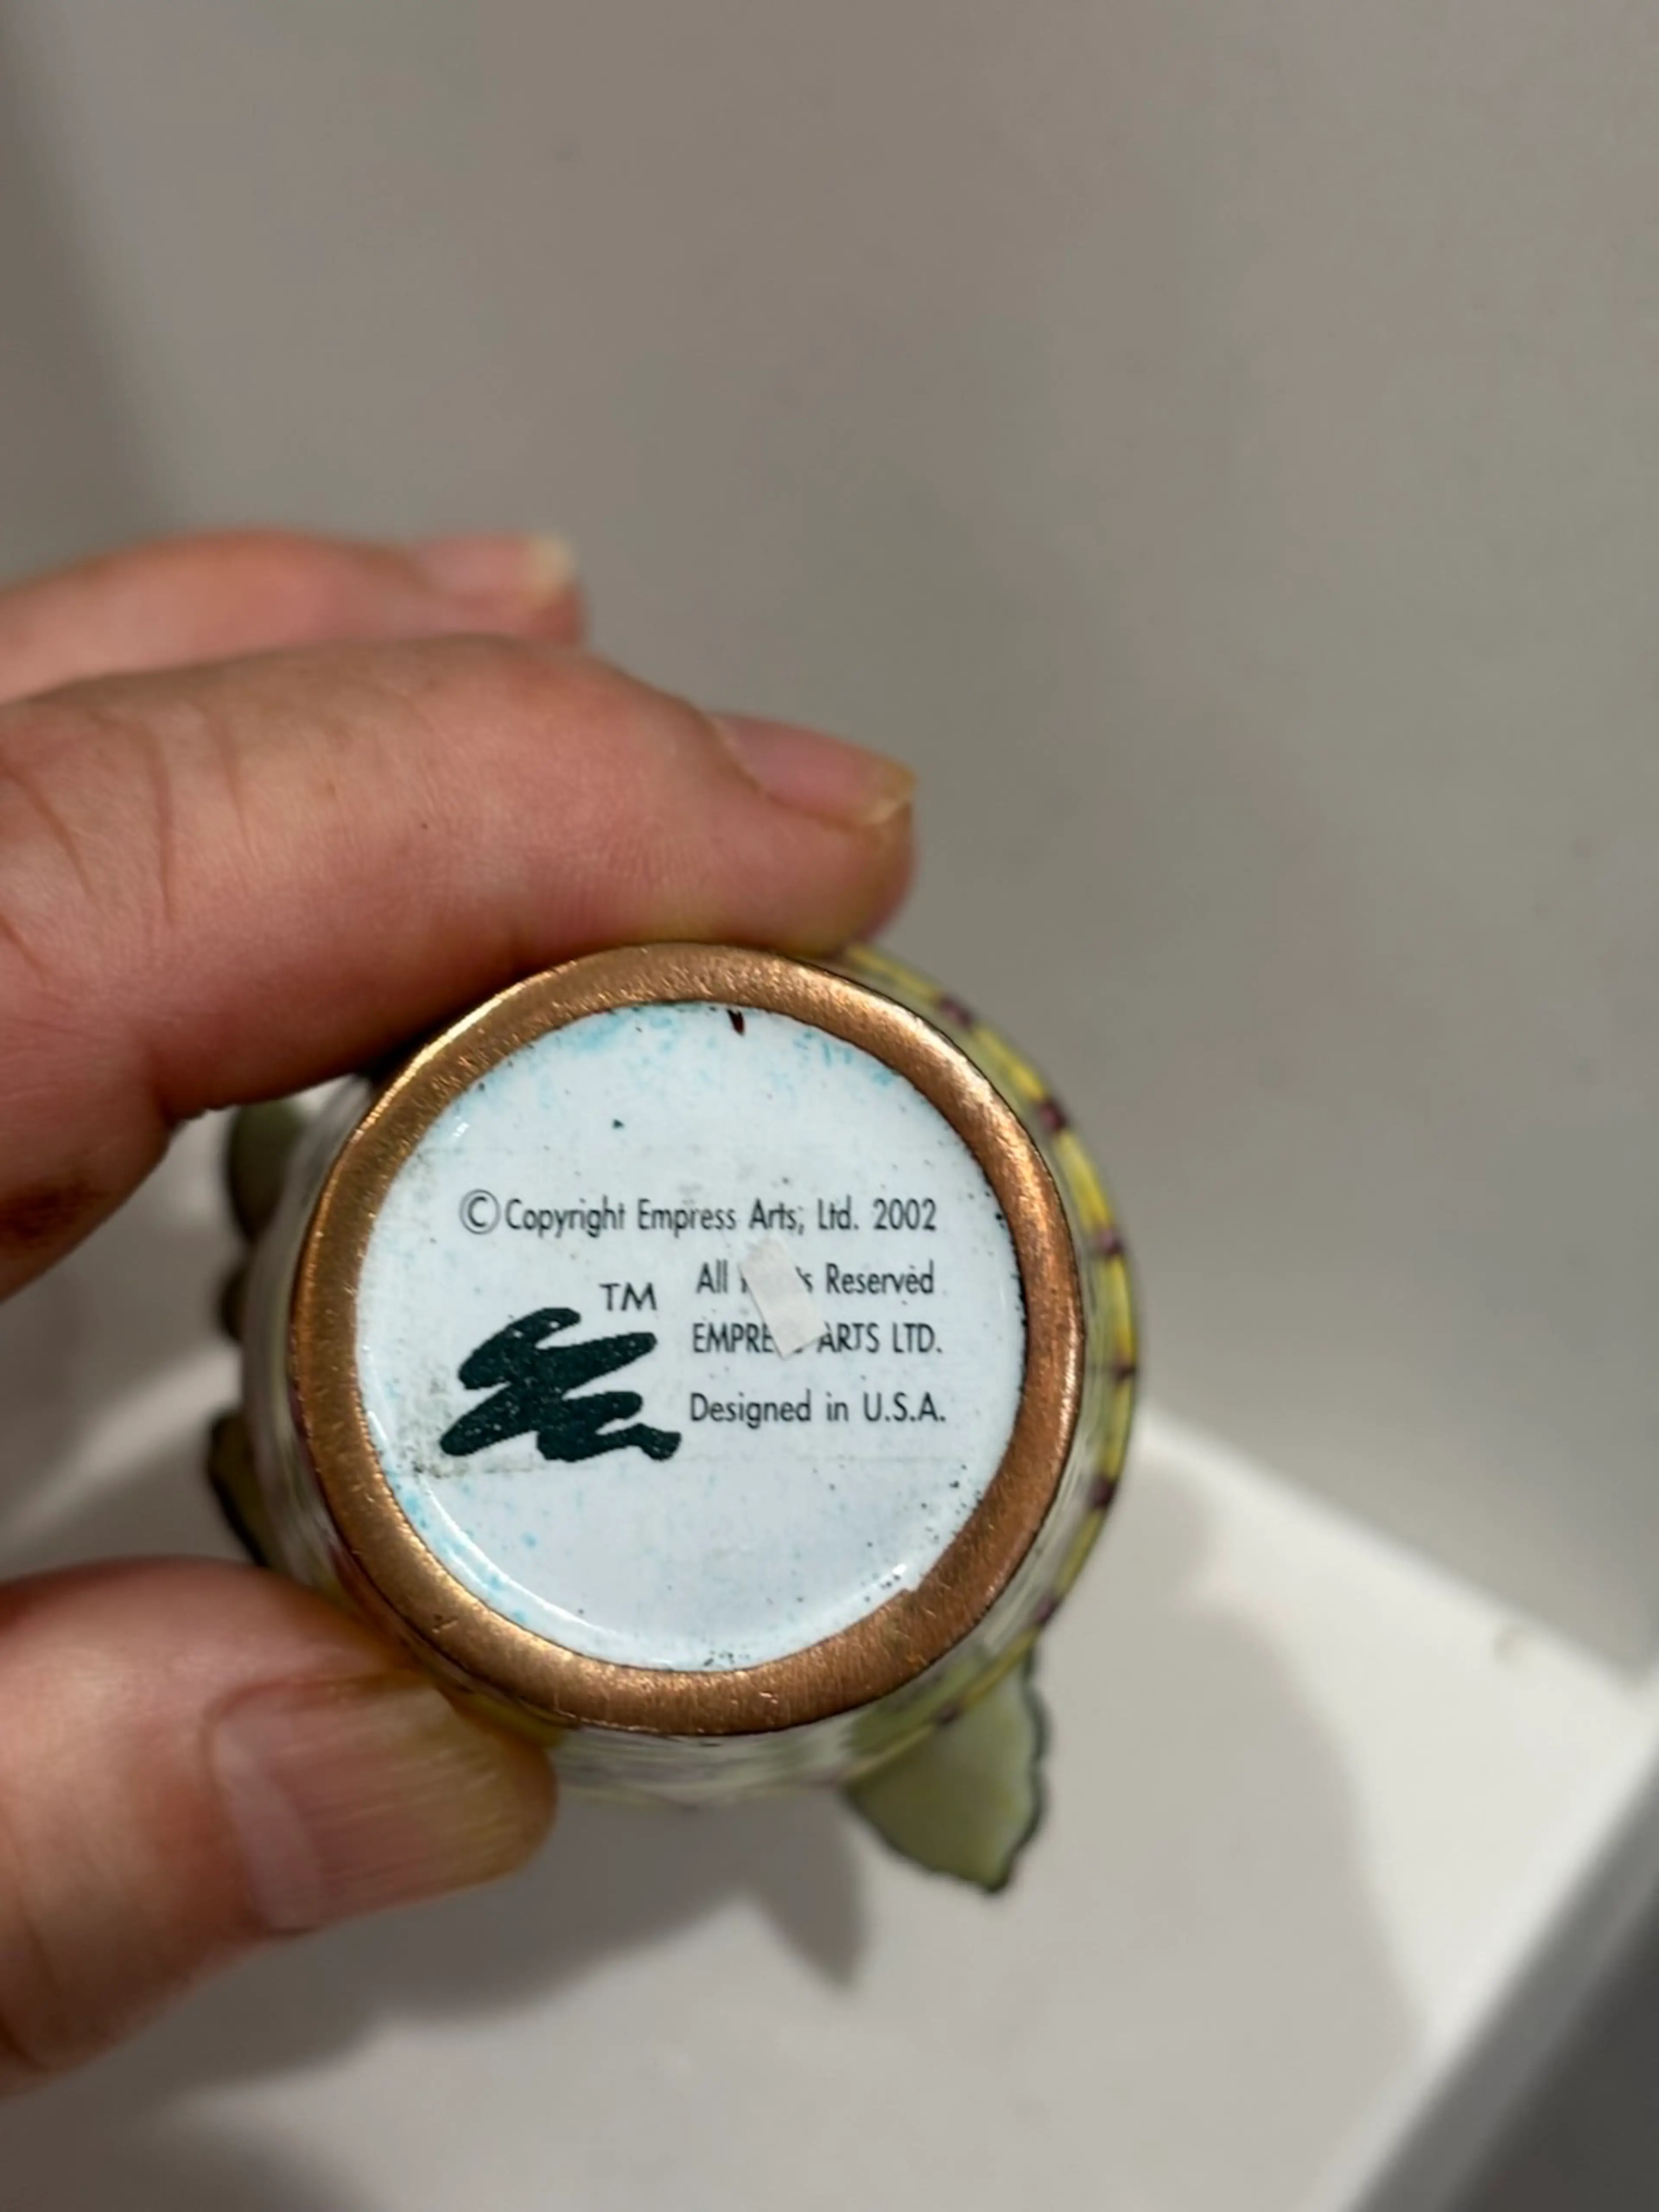 ©Copyright Empress Arts, Ltd. 2002
All Reserved
TM
ARTS LTD.
Designed in U.S.A.